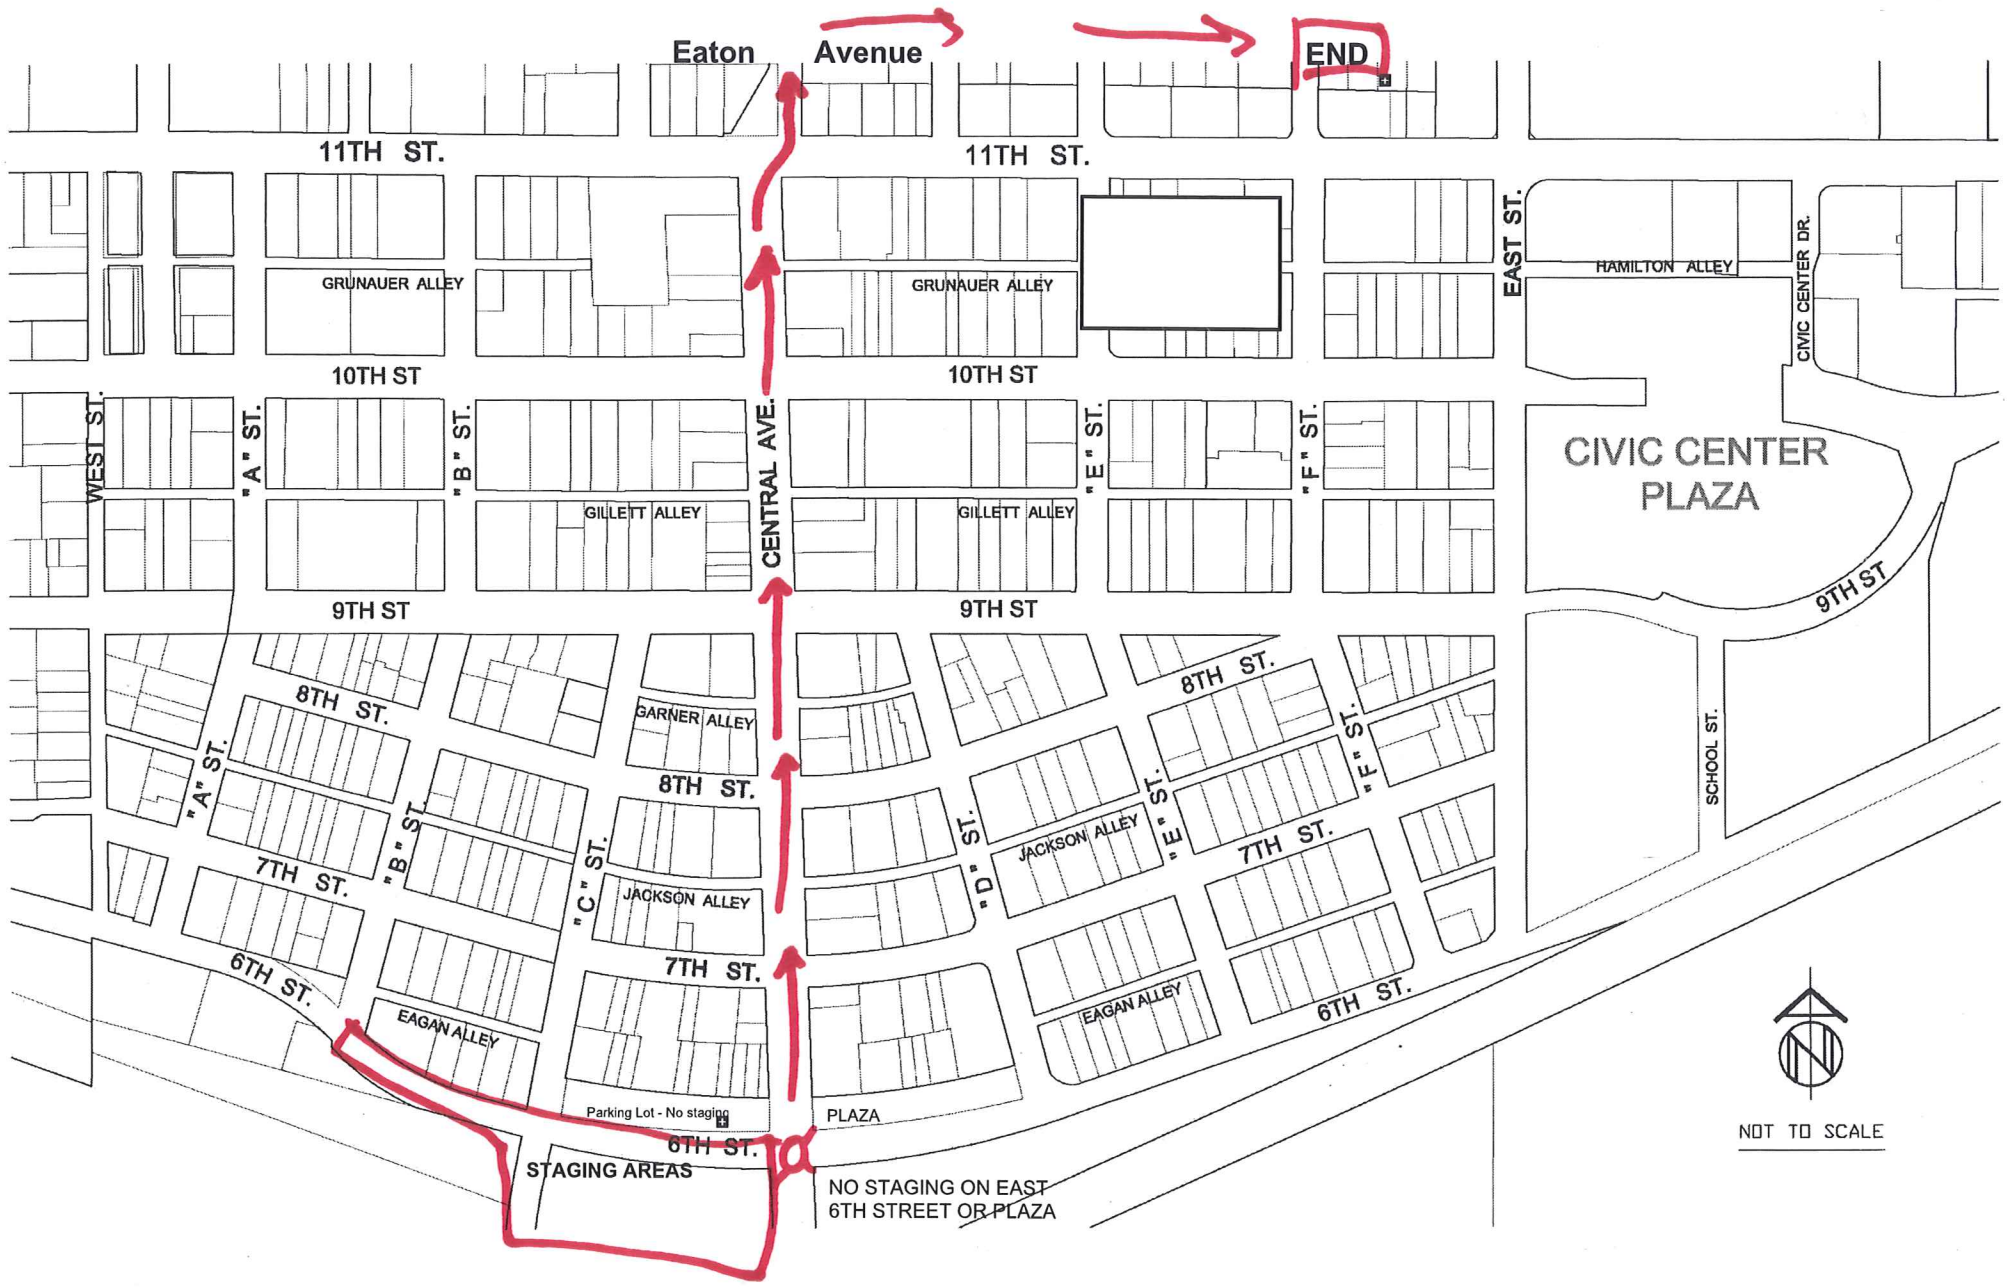 Eaton Avenue
END
11TH ST.
11TH ST.
GRUNAUER ALLEY
GRUNAUER ALLEY
EAST ST.
HAMILTON ALLEY
CIVIC CENTER DR.
10TH ST
10TH ST
WEST ST.
"A" ST.
"B" ST.
CENTRAL AVE.
"E" ST.
"F" ST.
CIVIC CENTER
PLAZA
GILLETT ALLEY
GILLETT ALLEY
9TH ST
9TH ST
9TH ST
8TH ST.
GARNER ALLEY
8TH ST.
8TH ST.
"A" ST.
"B" ST.
"C" ST.
"D" ST.
"E" ST.
"F" ST.
SCHOOL ST.
JACKSON ALLEY
JACKSON ALLEY
7TH ST.
7TH ST.
7TH ST.
6TH ST.
EAGAN ALLEY
EAGAN ALLEY
6TH ST.
Parking Lot - No staging
PLAZA
6TH ST.
STAGING AREAS
NO STAGING ON EAST
6TH STREET OR PLAZA
N
NOT TO SCALE